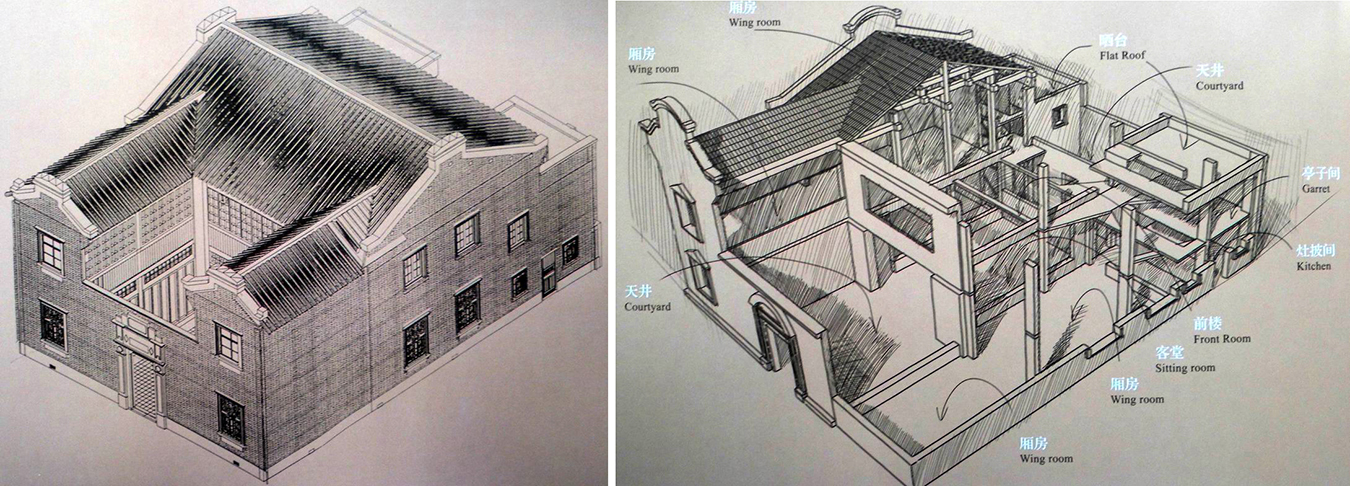 厢房
Wing room
厢房
Wing room
晒台
Flat Roof
天井
Courtyard
亭子间
Garret
灶披间
Kitchen
天井
Courtyard
前楼
Front Room
客堂
Sitting room
厢房
Wing room
厢房
Wing room